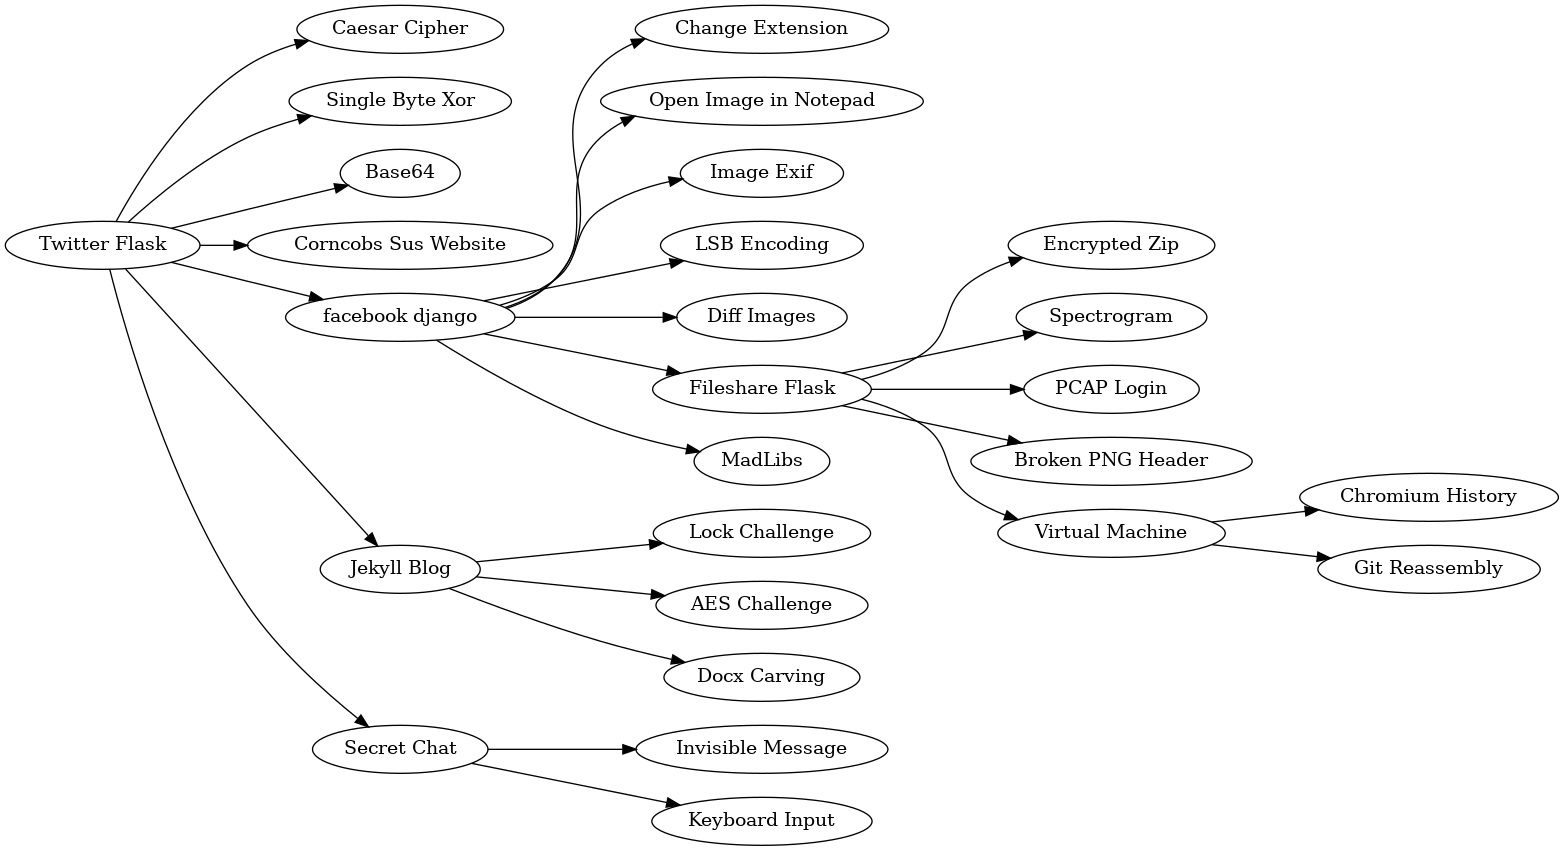 Twitter Flask
Caesar Cipher
Single Byte Xor
Base64
Corncobs Sus Website
facebook django
Jekyll Blog
Secret Chat
Change Extension
Open Image in Notepad
Image Exif
LSB Encoding
Diff Images
Fileshare Flask
MadLibs
Lock Challenge
AES Challenge
Docx Carving
Invisible Message
Keyboard Input
Encrypted Zip
Spectrogram
PCAP Login
Broken PNG Header
Virtual Machine
Chromium History
Git Reassembly